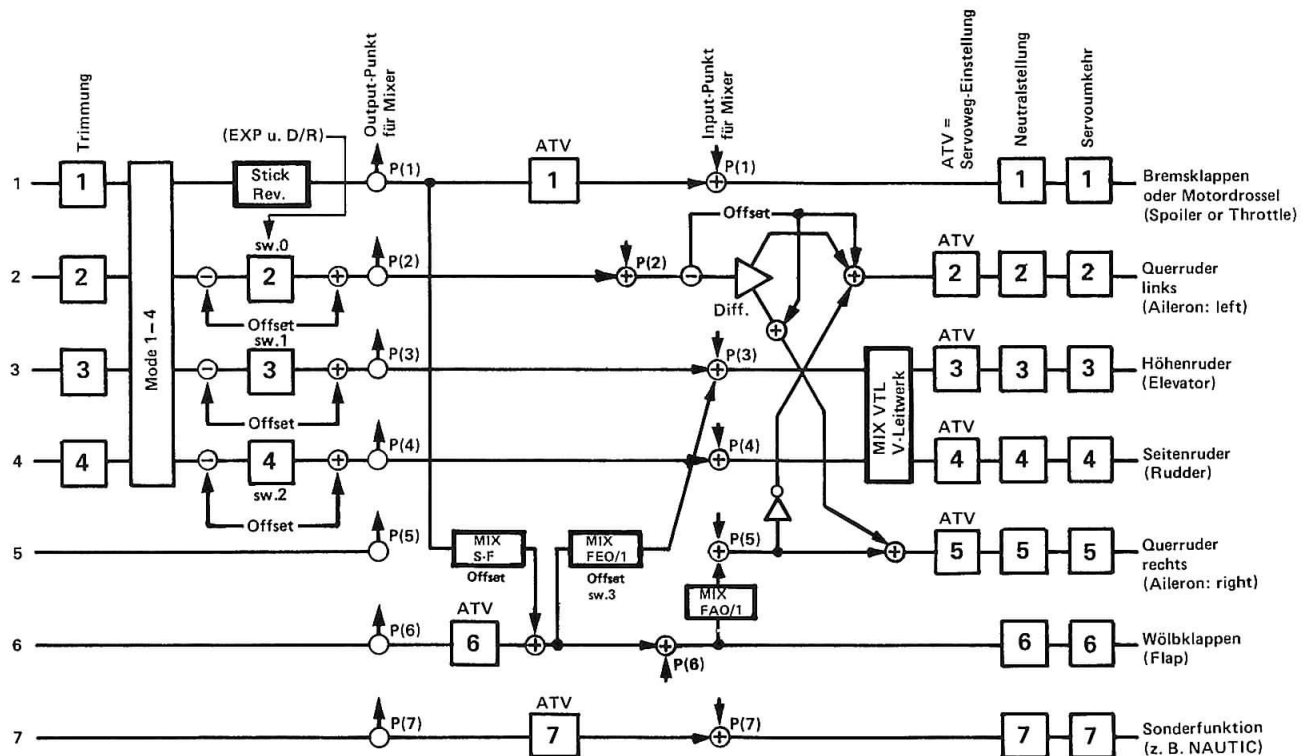 Trimmung
(EXP u. D/R)
Output-Punkt
für Mixer
Input-Punkt
für Mixer
ATV =
Servoweg-Einstellung
Neutralstellung
Servoumkehr
1
1
Mode 1–4
Stick
Rev.
P(1)
ATV
1
P(1)
1
1
Bremsklappen
oder Motordrossel
(Spoiler or Throttle)
Offset
2
2
sw.0
2
Offset
P(2)
P(2)
Diff.
ATV
2
2
2
Querruder
links
(Aileron: left)
3
3
sw.1
3
Offset
P(3)
P(3)
MIX VTL
V-Leitwerk
ATV
3
3
3
Höhenruder
(Elevator)
4
4
4
sw.2
Offset
P(4)
P(4)
ATV
4
4
4
Seitenruder
(Rudder)
5
P(5)
MIX
S-F
Offset
MIX
FEO/1
Offset
sw.3
P(5)
MIX
FAO/1
ATV
5
5
5
Querruder
rechts
(Aileron: right)
6
P(6)
ATV
6
P(6)
6
6
Wölbklappen
(Flap)
7
P(7)
ATV
7
P(7)
7
7
Sonderfunktion
(z. B. NAUTIC)